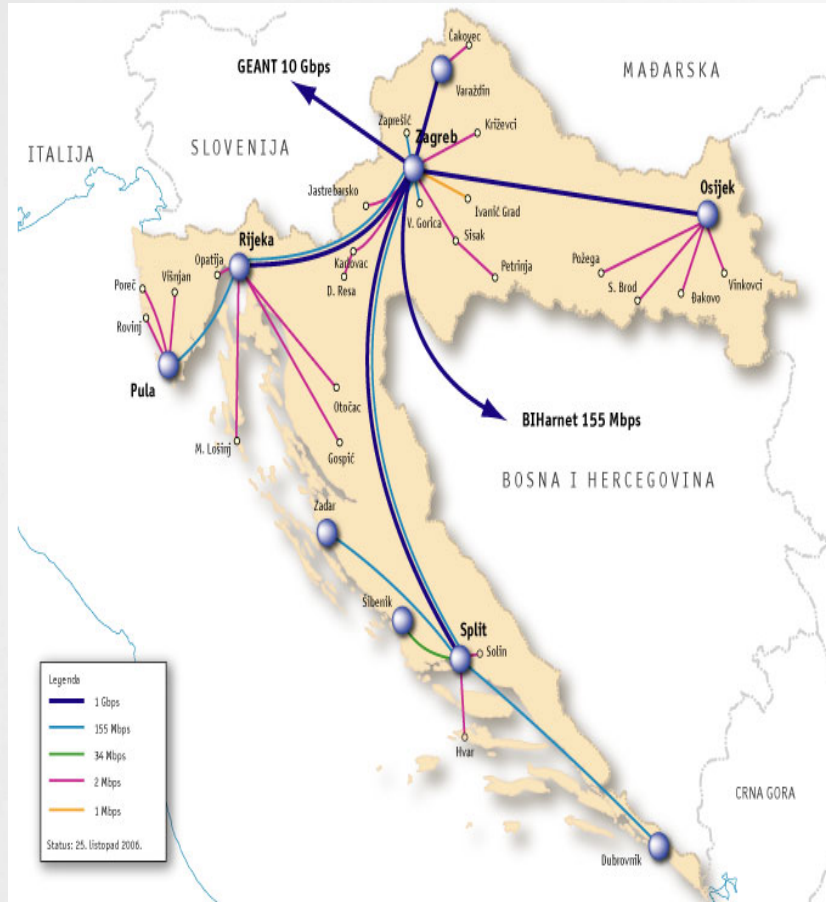 Čakovec
GEANT 10 Gbps
MAĐARSKA
Varaždin
Zaprešić
Križevci
Zagreb
SLOVENIJA
ITALIJA
Jastrebarsko
Ivanić Grad
V. Gorica
Osijek
Rijeka
Sisak
Karlovac
Opatija
Petrinja
Požega
Vinkovci
Višnjan
Poreč
D. Resa
S. Brod
Đakovo
Rovinj
Pula
Otočac
BIHarnet 155 Mbps
M. Lošinj
Gospić
BOSNA I HERCEGOVINA
Zadar
Šibenik
Split
Solin
Hvar
Legenda
1 Gbps
155 Mbps
34 Mbps
2 Mbps
1 Mbps
Status: 25. listopad 2006.
CRNA GORA
Dubrovnik